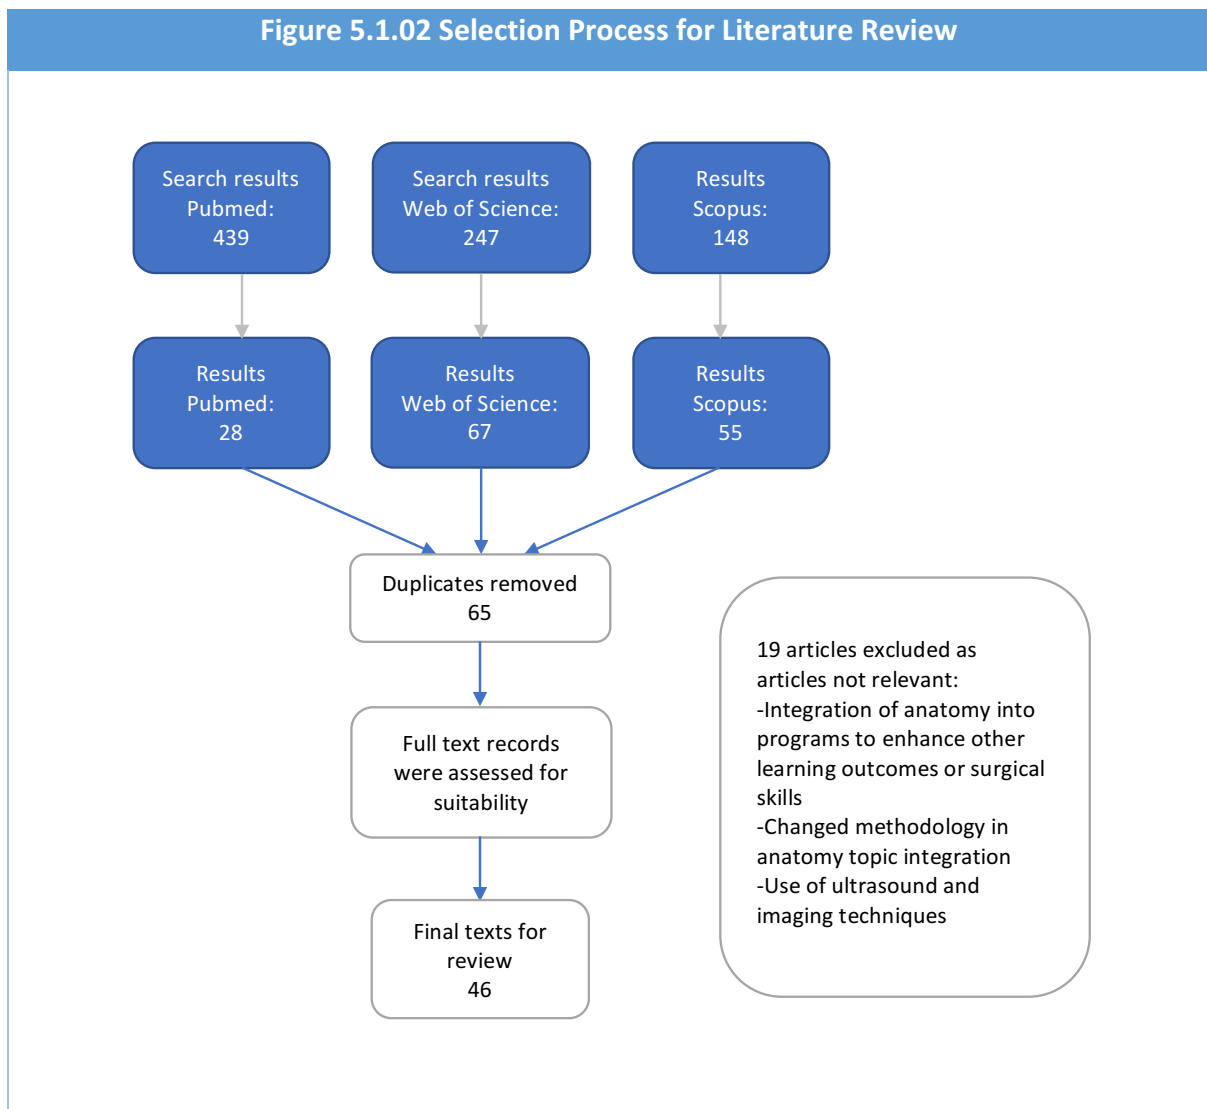 Figure 5.1.02 Selection Process for Literature Review
Search results
Pubmed:
439
Search results
Web of Science:
247
Results
Scopus:
148
Results
Pubmed:
28
Results
Web of Science:
67
Results
Scopus:
55
Duplicates removed
65
Full text records
were assessed for
suitability
Final texts for
review
46
19 articles excluded as
articles not relevant:
-Integration of anatomy into
programs to enhance other
learning outcomes or surgical
skills
-Changed methodology in
anatomy topic integration
-Use of ultrasound and
imaging techniques